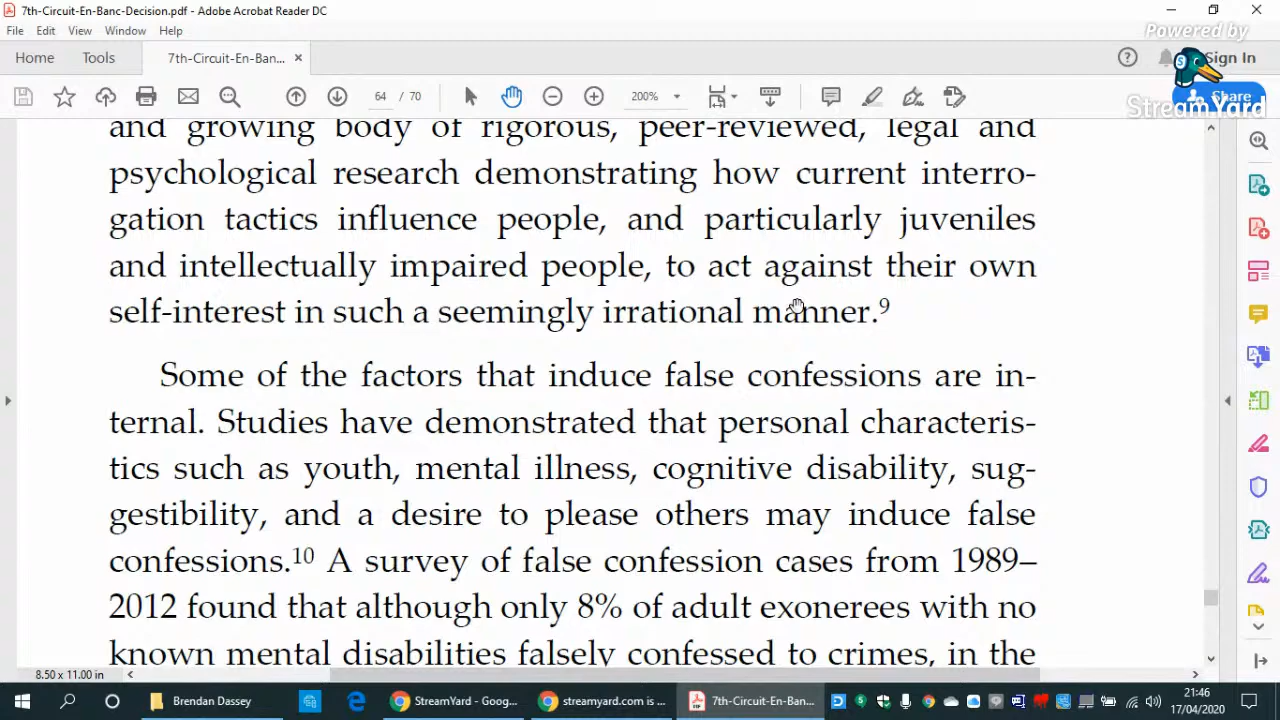 7th-Circuit-En-Banc-Decision.pdf - Adobe Acrobat Reader DC
File Edit View Window Help
Powered by
Home Tools 7th-Circuit-En-Ban... × Sign In
64 / 70 200% Share
StreamYard
and growing body of rigorous, peer-reviewed, legal and
psychological research demonstrating how current interro-
gation tactics influence people, and particularly juveniles
and intellectually impaired people, to act against their own
self-interest in such a seemingly irrational manner.⁹
Some of the factors that induce false confessions are in-
ternal. Studies have demonstrated that personal characteris-
tics such as youth, mental illness, cognitive disability, sug-
gestibility, and a desire to please others may induce false
confessions.¹⁰ A survey of false confession cases from 1989–
2012 found that although only 8% of adult exonerees with no
known mental disabilities falsely confessed to crimes, in the
8.50 x 11.00 in
Brendan Dassey StreamYard - Goog... streamyard.com is ... 7th-Circuit-En-Ban... 21:46
17/04/2020